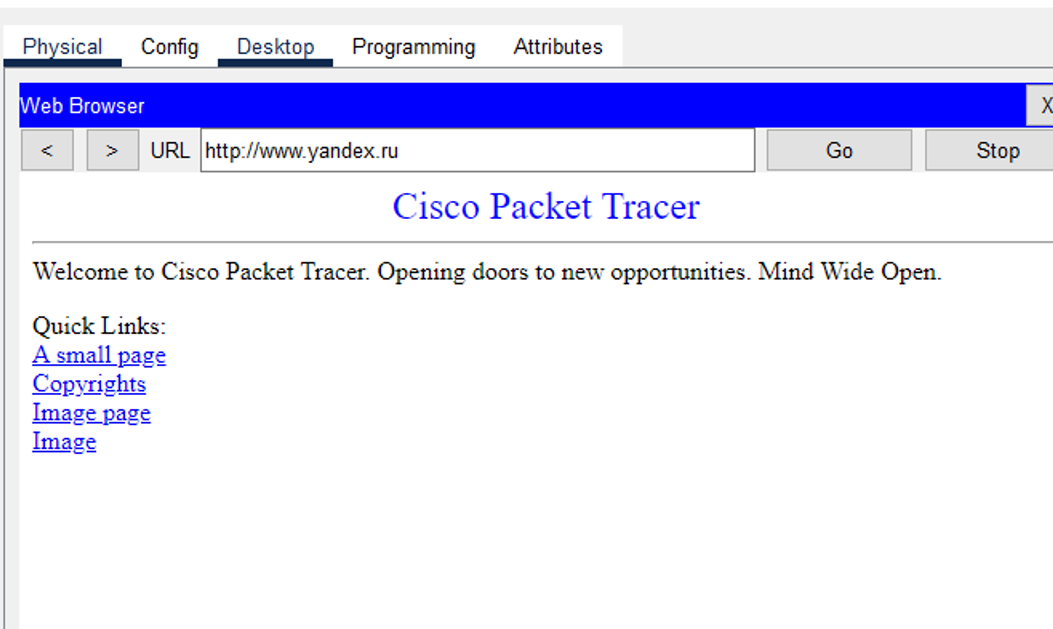 Physical Config Desktop Programming Attributes
Web Browser X
< > URL http://www.yandex.ru Go Stop
Cisco Packet Tracer
Welcome to Cisco Packet Tracer. Opening doors to new opportunities. Mind Wide Open.
Quick Links:
A small page
Copyrights
Image page
Image